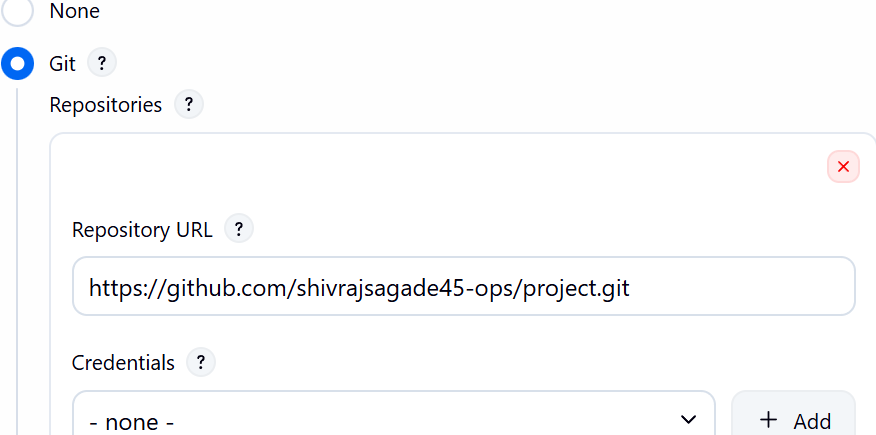 None
Git ?
Repositories ?
Repository URL ?
https://github.com/shivrajsagade45-ops/project.git
Credentials ?
- none -
+ Add